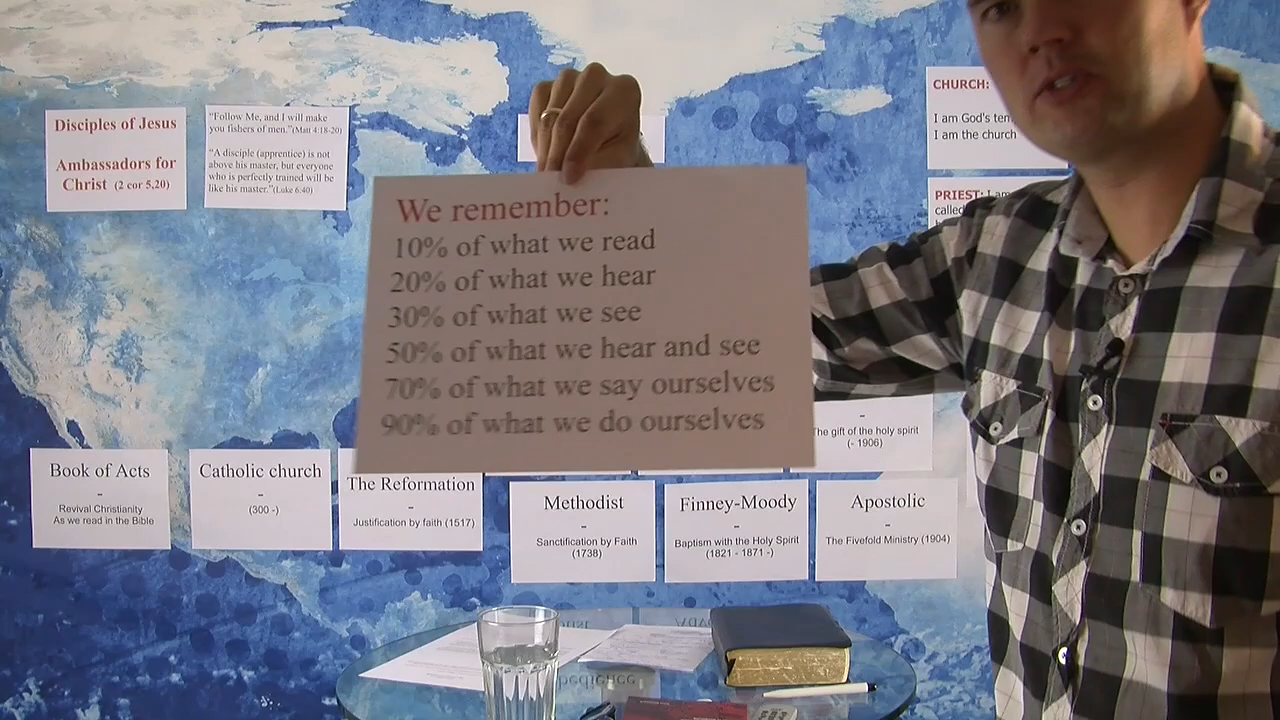 Disciples of Jesus
Ambassadors for
Christ (2 cor 5,20)
"Follow Me, and I will make
you fishers of men."(Matt 4:18-20)
"A disciple (apprentice) is not
above his master, but everyone
who is perfectly trained will be
like his master."(Luke 6:40)
We remember:
10% of what we read
20% of what we hear
30% of what we see
50% of what we hear and see
70% of what we say ourselves
90% of what we do ourselves
CHURCH:
I am God's
I am the church
PRIEST: I am
called
The gift of the holy spirit
(- 1906)
Book of Acts
-
Revival Christianity
As we read in the Bible
Catholic church
-
(300 -)
The Reformation
-
Justification by faith (1517)
Methodist
-
Sanctification by Faith
(1738)
Finney-Moody
-
Baptism with the Holy Spirit
(1821 - 1871 -)
Apostolic
-
The Fivefold Ministry (1904)